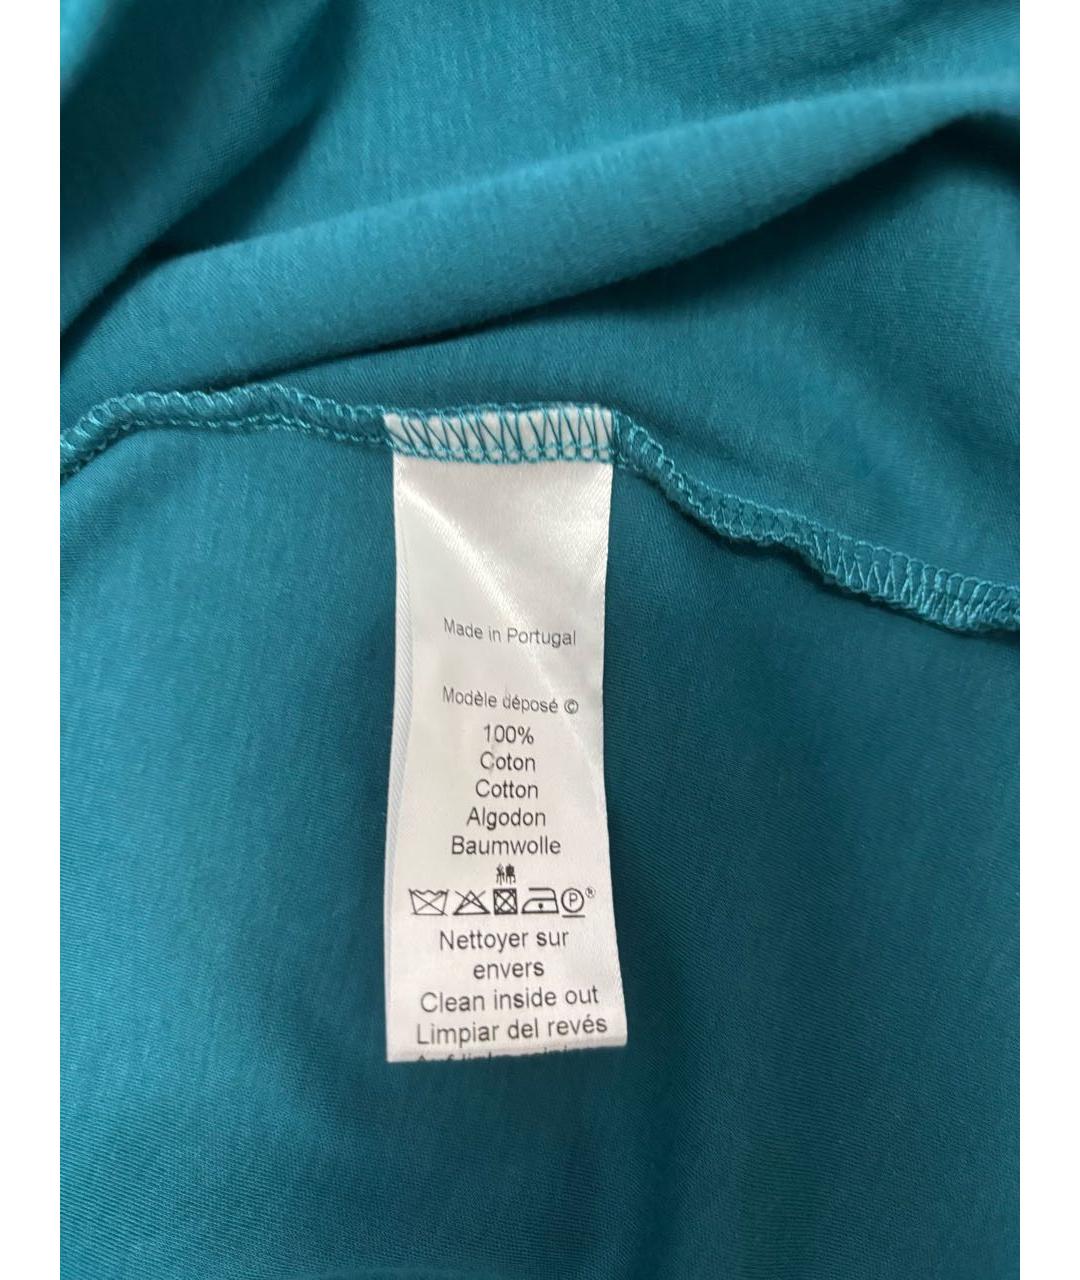 Made in Portugal
Modèle déposé ©
100%
Coton
Cotton
Algodon
Baumwolle
綿
P ®
Nettoyer sur
envers
Clean inside out
Limpiar del revés